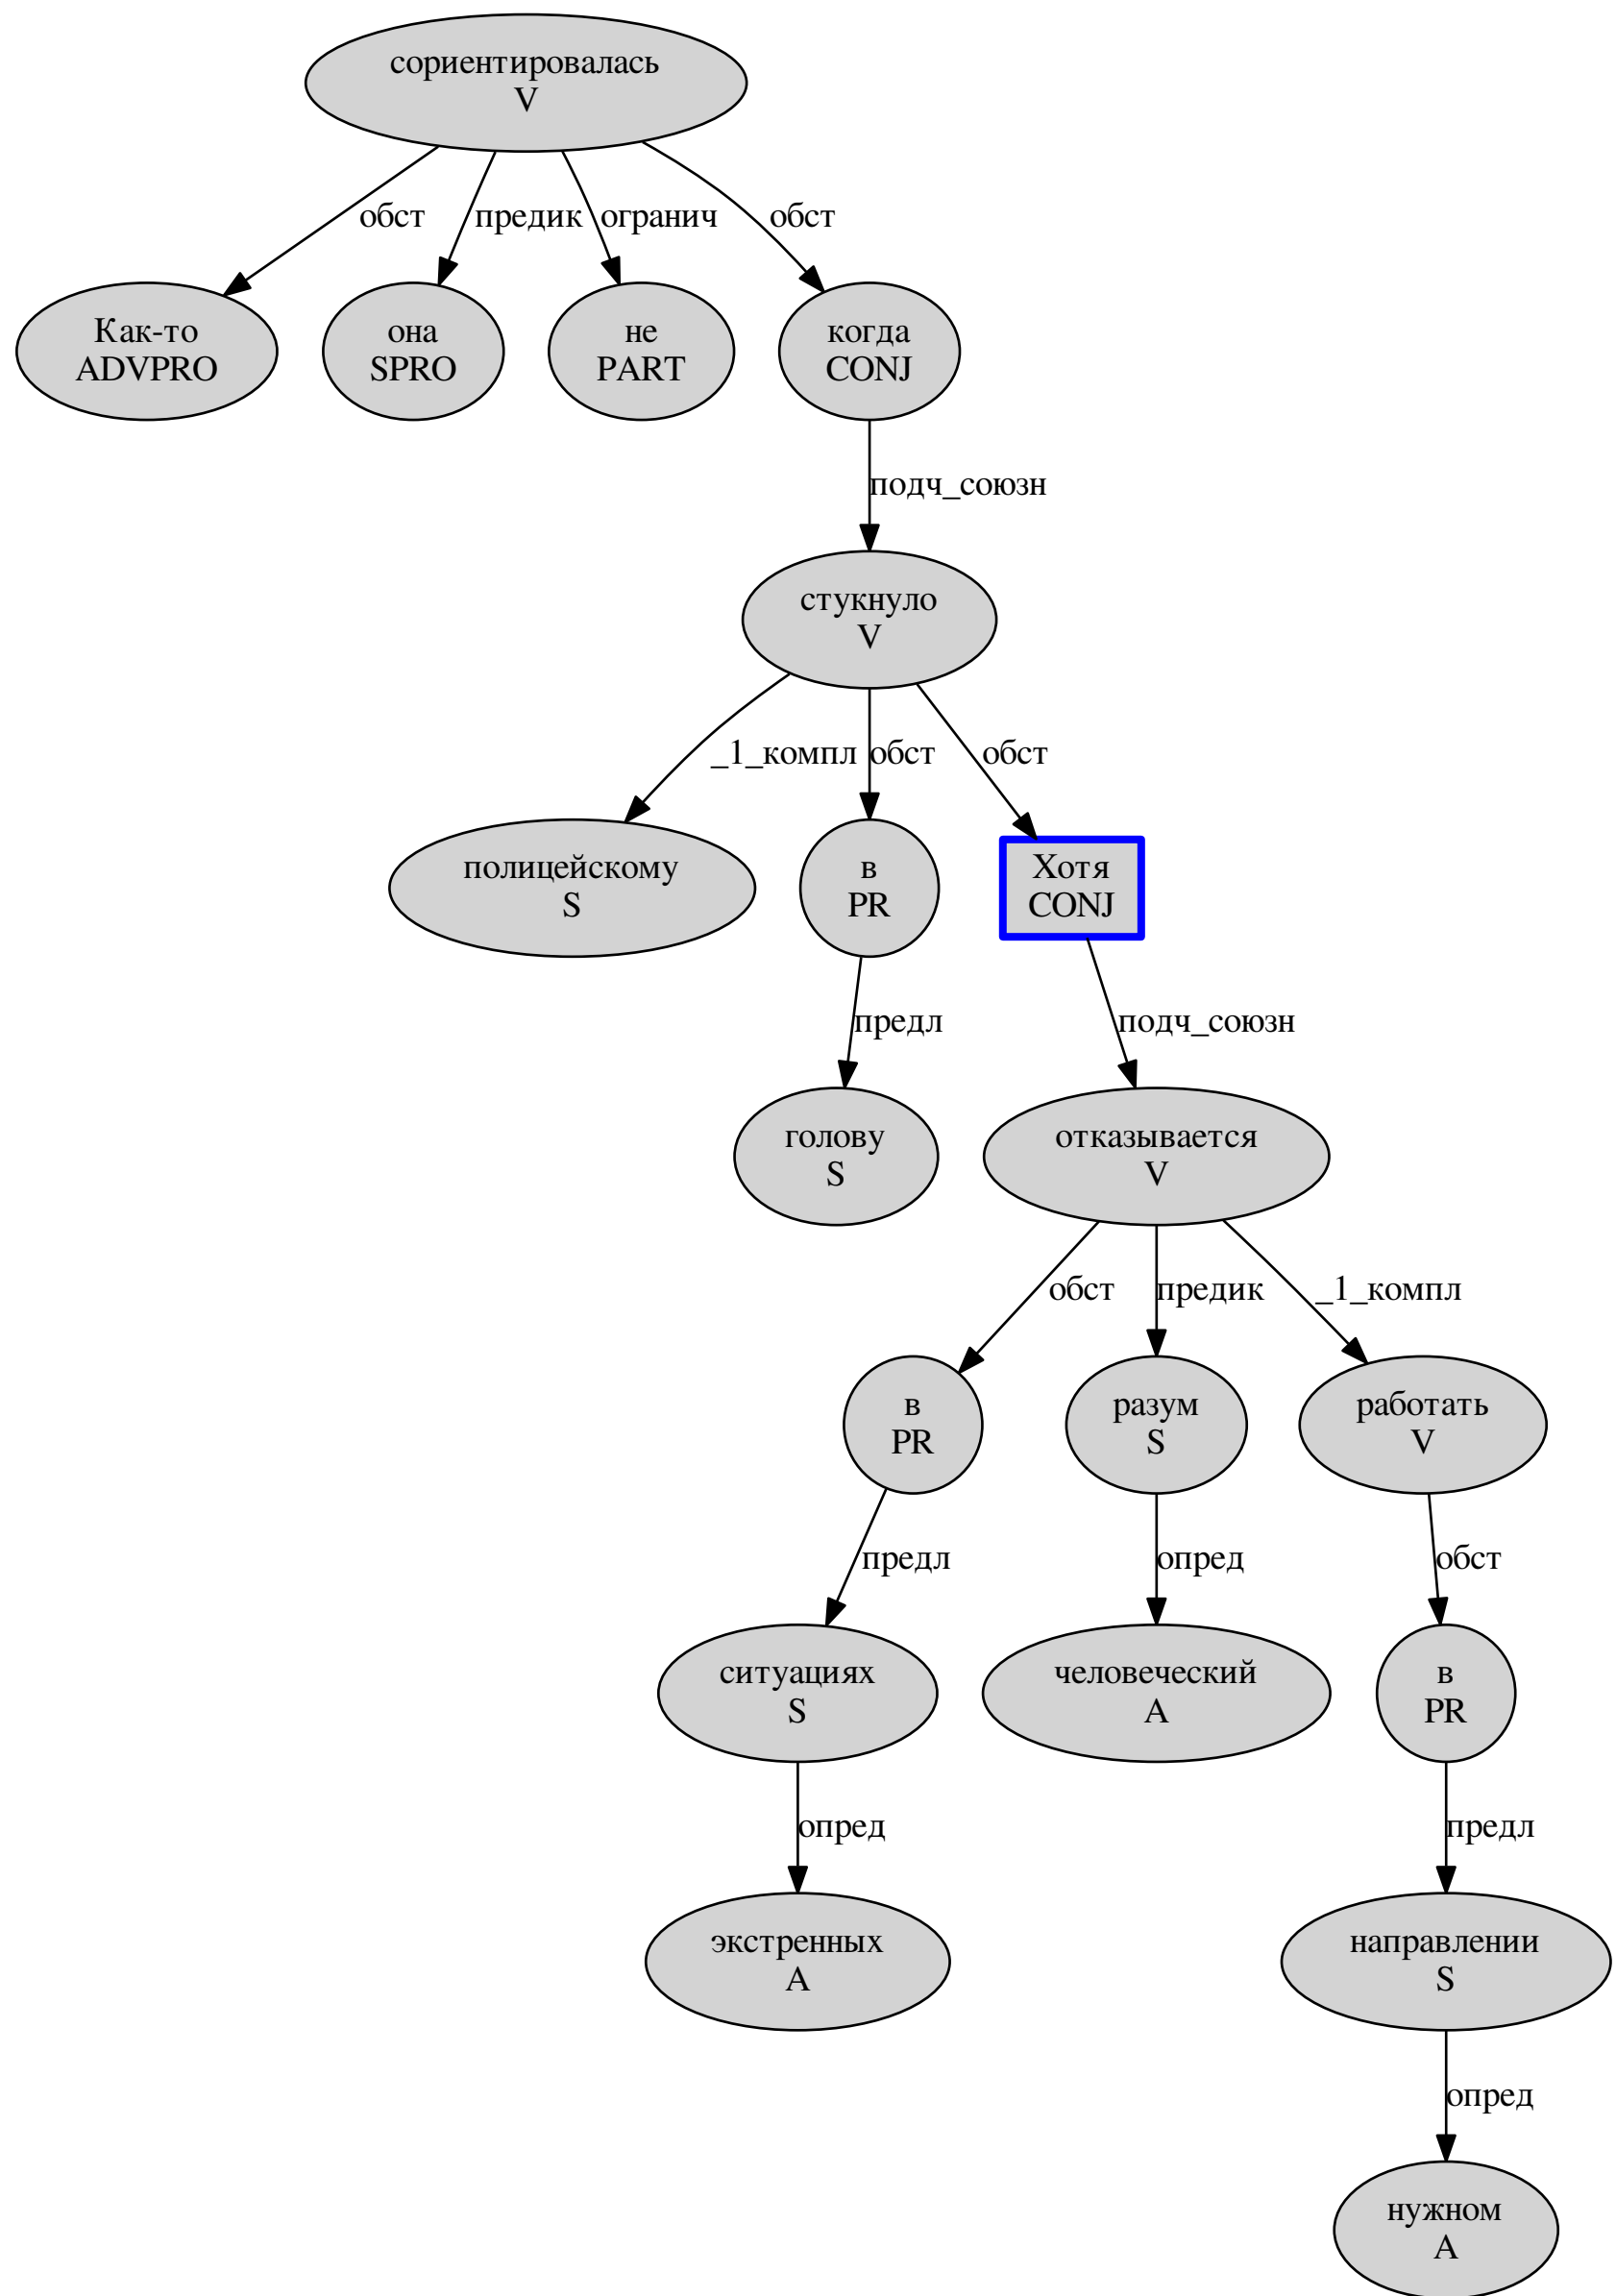 сориентировалась
V
обст
предик
огранич
обст
Как-то
ADVPRO
она
SPRO
не
PART
когда
CONJ
подч_союзн
стукнуло
V
_1_компл
обст
обст
полицейскому
S
в
PR
Хотя
CONJ
предл
подч_союзн
голову
S
отказывается
V
обст
предик
_1_компл
в
PR
разум
S
работать
V
предл
опред
обст
ситуациях
S
человеческий
A
в
PR
опред
предл
экстренных
A
направлении
S
опред
нужном
A